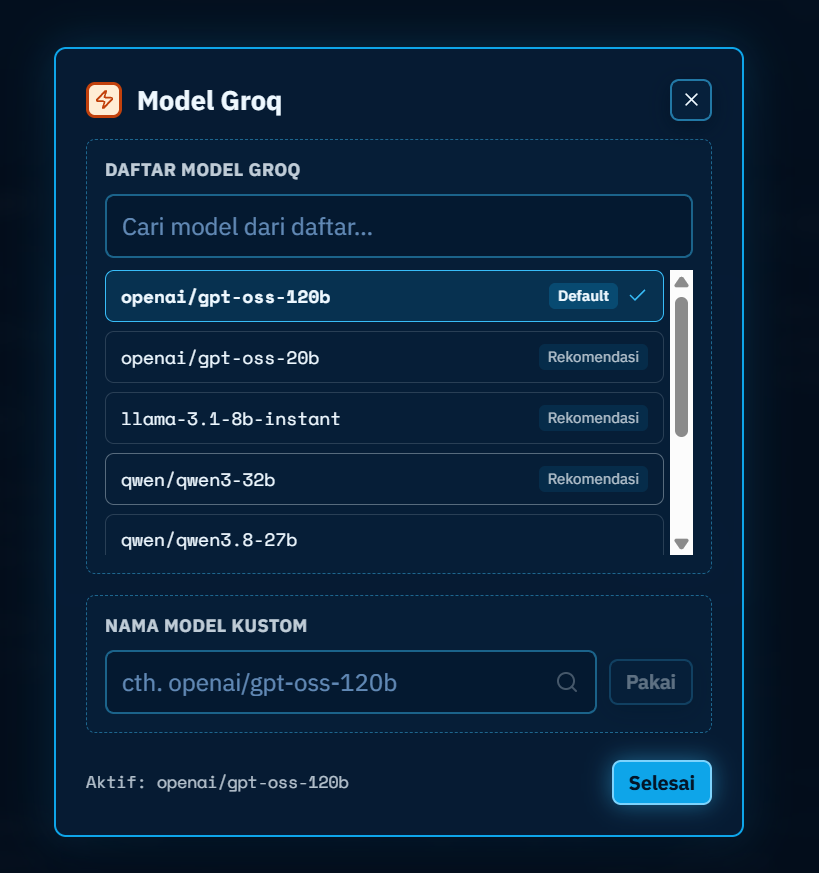 Model Groq
DAFTAR MODEL GROQ
Cari model dari daftar...
openai/gpt-oss-120b Default
openai/gpt-oss-20b Rekomendasi
llama-3.1-8b-instant Rekomendasi
qwen/qwen3-32b Rekomendasi
qwen/qwen3.8-27b
NAMA MODEL KUSTOM
cth. openai/gpt-oss-120b Pakai
Aktif: openai/gpt-oss-120b Selesai